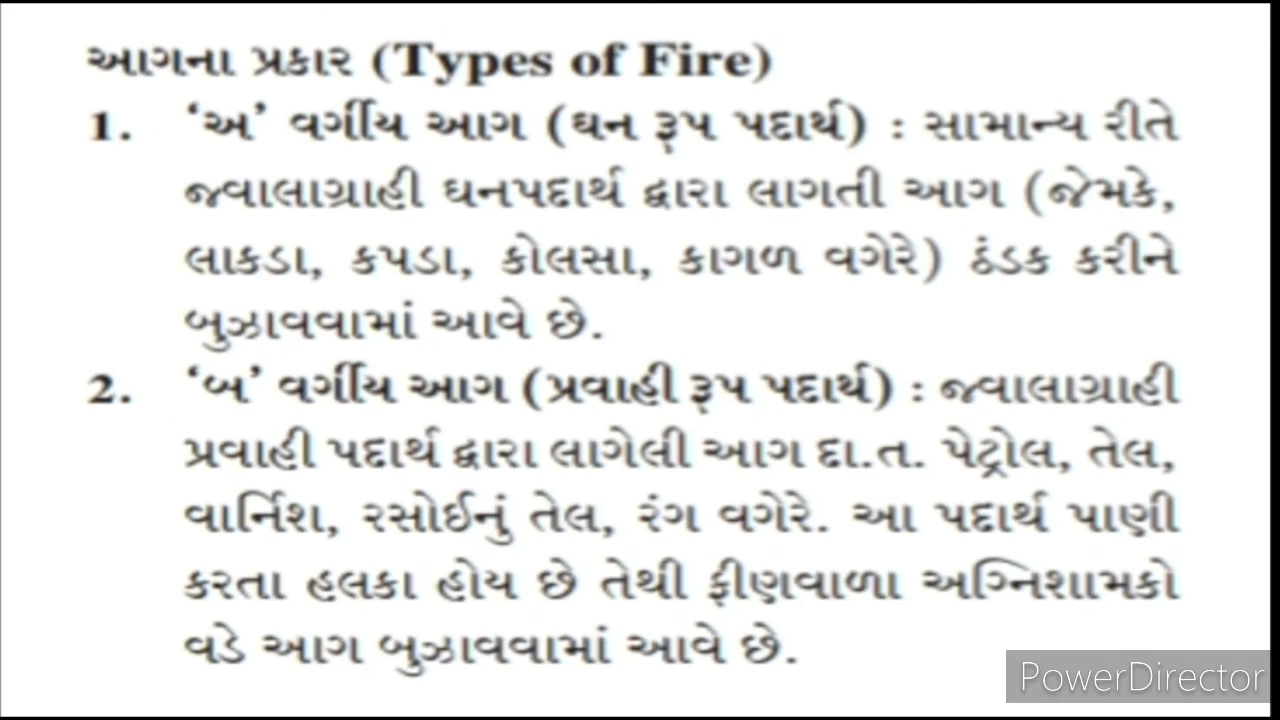 આગના પ્રકાર (Types of Fire)
1. ‘અ’ વર્ગીય આગ (ઘન રૂપ પદાર્થ) : સામાન્ય રીતે
જ્વાલાગ્રાહી ઘનપદાર્થ દ્વારા લાગતી આગ (જેમકે,
લાકડા, કપડા, કોલસા, કાગળ વગેરે) ઠંડક કરીને
બુઝાવવામાં આવે છે.
2. ‘બ’ વર્ગીય આગ (પ્રવાહી રૂપ પદાર્થ) : જ્વાલાગ્રાહી
પ્રવાહી પદાર્થ દ્વારા લાગેલી આગ દા.ત. પેટ્રોલ, તેલ,
વાર્નિશ, રસોઈનું તેલ, રંગ વગેરે. આ પદાર્થ પાણી
કરતા હલકા હોય છે તેથી ફીણવાળા અગ્નિશામકો
વડે આગ બુઝાવવામાં આવે છે.
PowerDirector